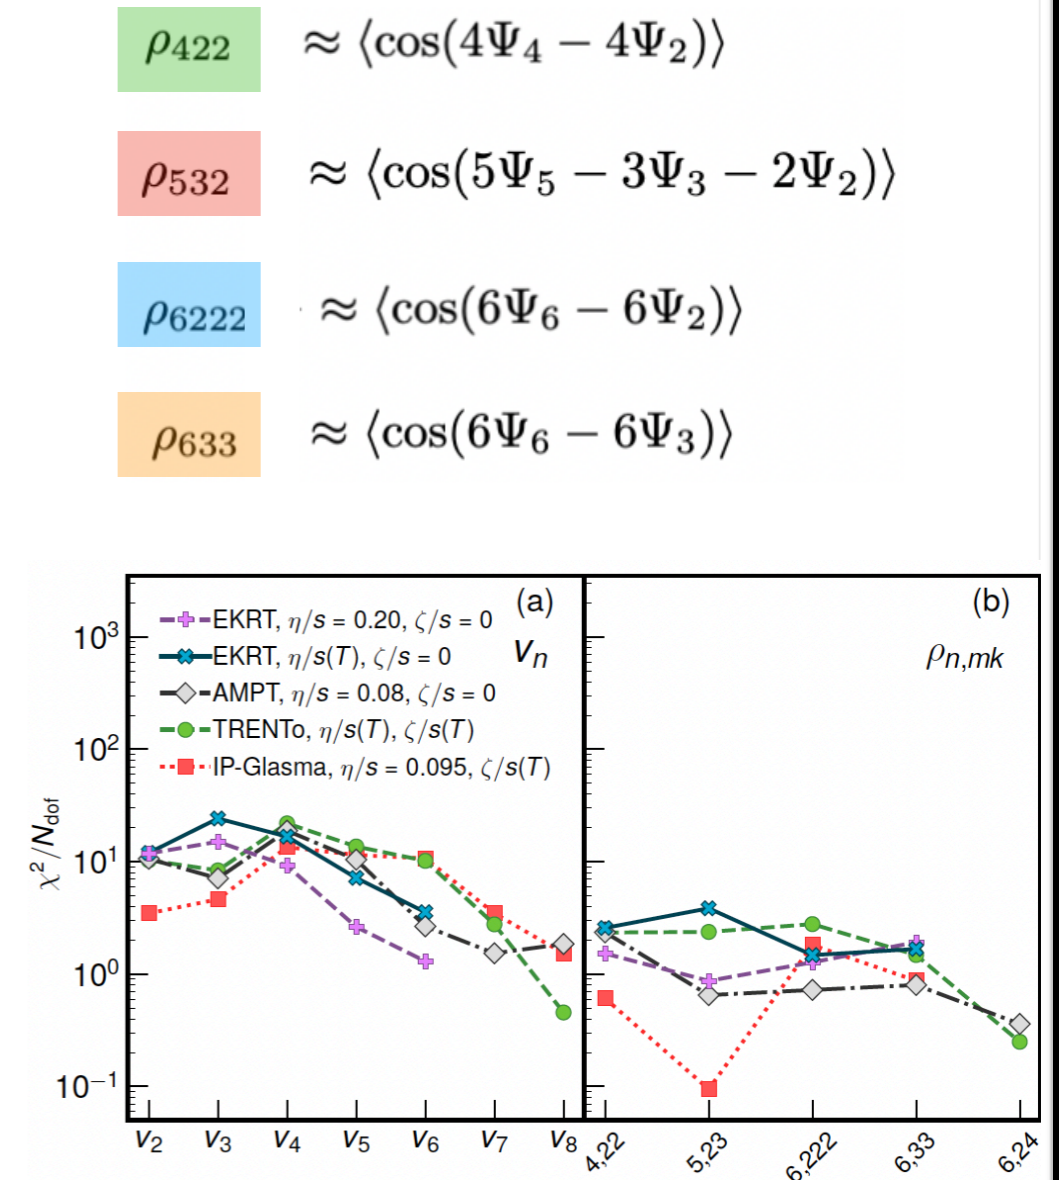 ρ₄₂₂ ≈ ⟨cos(4Ψ₄ − 4Ψ₂)⟩
ρ₅₃₂ ≈ ⟨cos(5Ψ₅ − 3Ψ₃ − 2Ψ₂)⟩
ρ₆₂₂₂ ≈ ⟨cos(6Ψ₆ − 6Ψ₂)⟩
ρ₆₃₃ ≈ ⟨cos(6Ψ₆ − 6Ψ₃)⟩
(a)
vₙ
EKRT, η/s = 0.20, ζ/s = 0
EKRT, η/s(T), ζ/s = 0
AMPT, η/s = 0.08, ζ/s = 0
TRENTo, η/s(T), ζ/s(T)
IP-Glasma, η/s = 0.095, ζ/s(T)
(b)
ρₙ,ₘₖ
χ²/N_dof
10³
10²
10¹
10⁰
10⁻¹
v₂ v₃ v₄ v₅ v₆ v₇ v₈
4,22 5,23 6,222 6,33 6,24